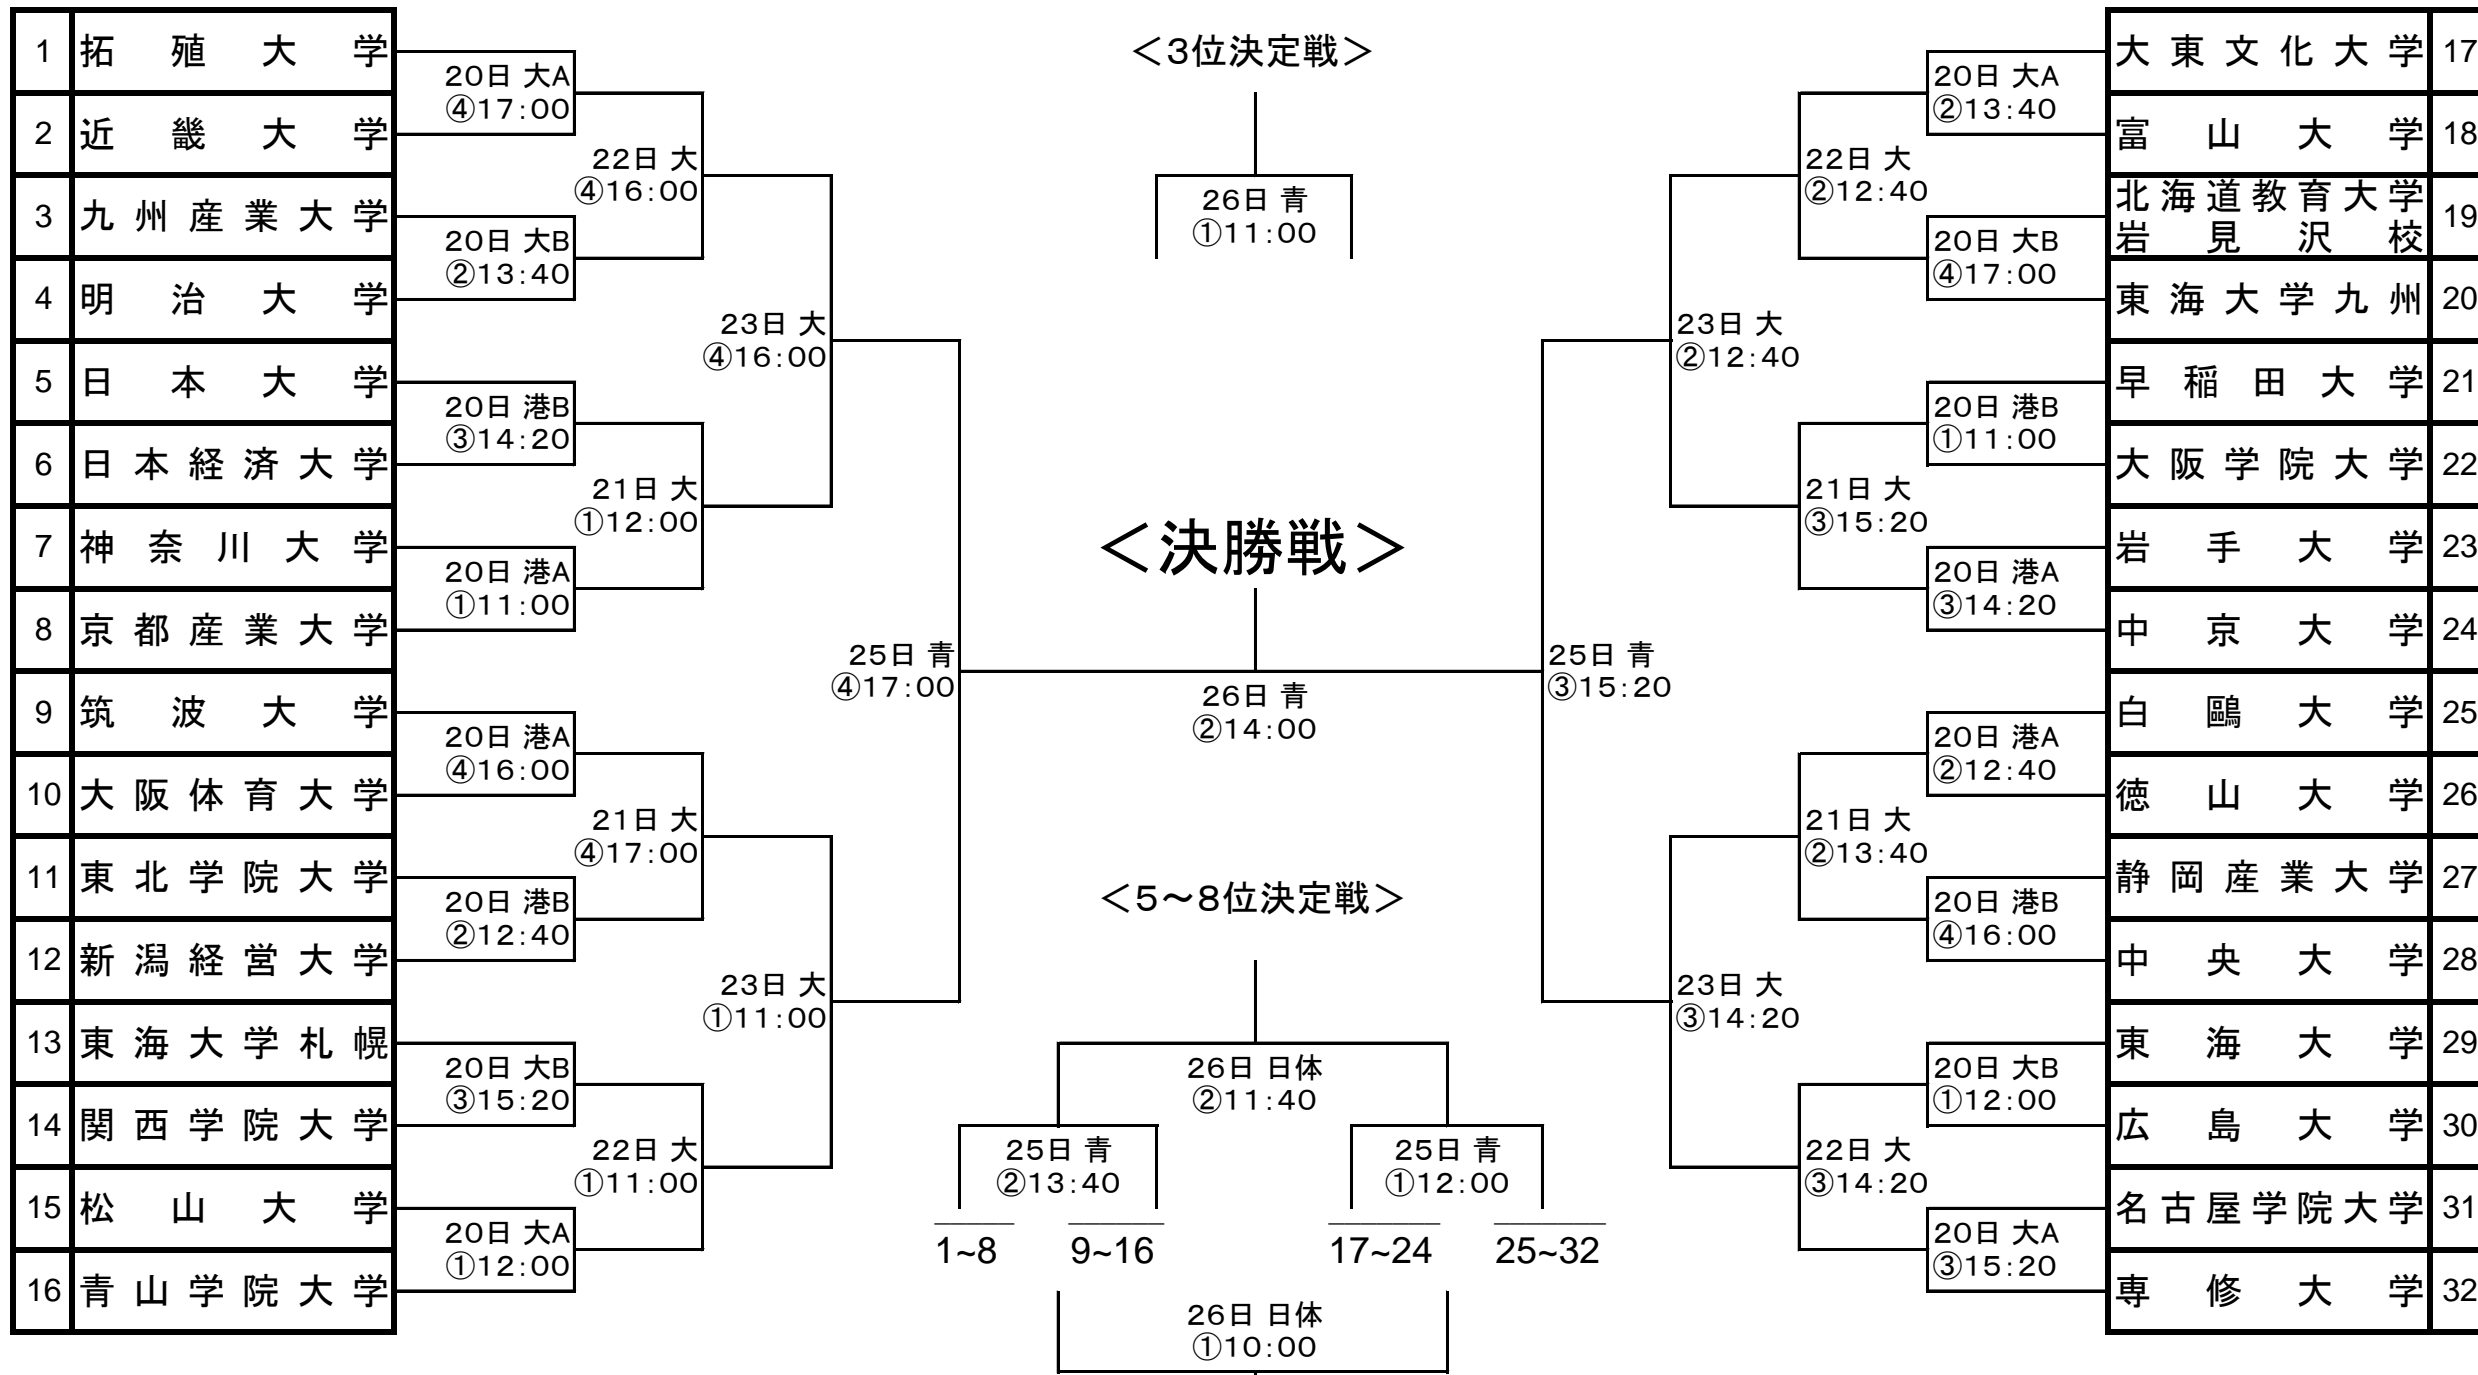 1 拓殖大学
2 近畿大学
3 九州産業大学
4 明治大学
5 日本大学
6 日本経済大学
7 神奈川大学
8 京都産業大学
9 筑波大学
10 大阪体育大学
11 東北学院大学
12 新潟経営大学
13 東海大学札幌
14 関西学院大学
15 松山大学
16 青山学院大学
20日 大A
④17:00
20日 大B
②13:40
20日 港B
③14:20
20日 港A
①11:00
20日 港A
④16:00
20日 港B
②12:40
20日 大B
③15:20
20日 大A
①12:00
22日 大
④16:00
21日 大
①12:00
21日 大
④17:00
22日 大
①11:00
23日 大
④16:00
23日 大
①11:00
25日 青
④17:00
＜3位決定戦＞
26日 青
①11:00
＜決勝戦＞
26日 青
②14:00
＜5～8位決定戦＞
26日 日体
②11:40
25日 青
②13:40
25日 青
①12:00
1~8 9~16 17~24 25~32
26日 日体
①10:00
25日 青
③15:20
23日 大
②12:40
23日 大
③14:20
22日 大
②12:40
21日 大
③15:20
21日 大
②13:40
22日 大
③14:20
20日 大A
②13:40
20日 大B
④17:00
20日 港B
①11:00
20日 港A
③14:20
20日 港A
②12:40
20日 港B
④16:00
20日 大B
①12:00
20日 大A
③15:20
大東文化大学 17
富山大学 18
北海道教育大学
岩見沢校 19
東海大学九州 20
早稲田大学 21
大阪学院大学 22
岩手大学 23
中京大学 24
白鷗大学 25
徳山大学 26
静岡産業大学 27
中央大学 28
東海大学 29
広島大学 30
名古屋学院大学 31
専修大学 32